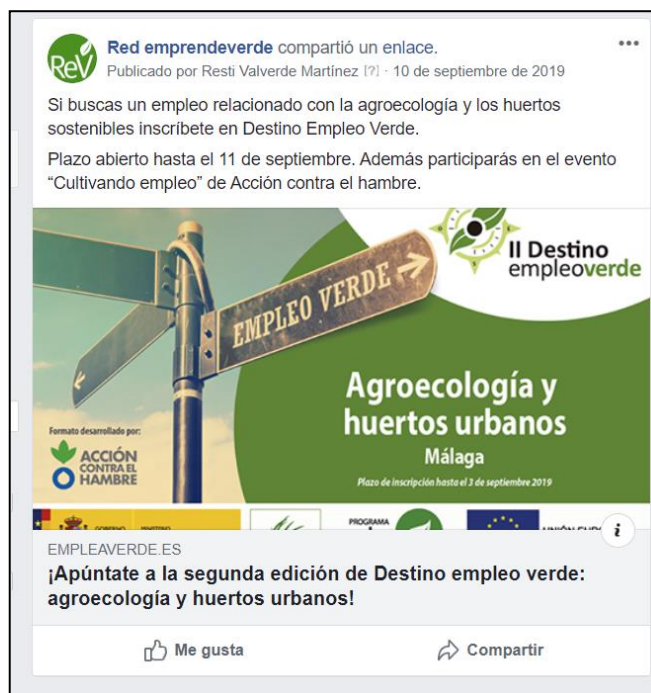 ReV
Red emprendeverde compartió un enlace.
Publicado por Resti Valverde Martínez [?] · 10 de septiembre de 2019
Si buscas un empleo relacionado con la agroecología y los huertos
sostenibles inscríbete en Destino Empleo Verde.
Plazo abierto hasta el 11 de septiembre. Además participarás en el evento
“Cultivando empleo” de Acción contra el hambre.
II Destino
empleoverde
EMPLEO VERDE
Agroecología y
huertos urbanos
Málaga
Plazo de inscripción hasta el 3 de septiembre 2019
Formato desarrollado por:
ACCIÓN
CONTRA EL
HAMBRE
GOBIERNO MINISTERIO
PROGRAMA
UNIÓN EUROPEA
i
EMPLEAVERDE.ES
¡Apúntate a la segunda edición de Destino empleo verde:
agroecología y huertos urbanos!
Me gusta
Compartir